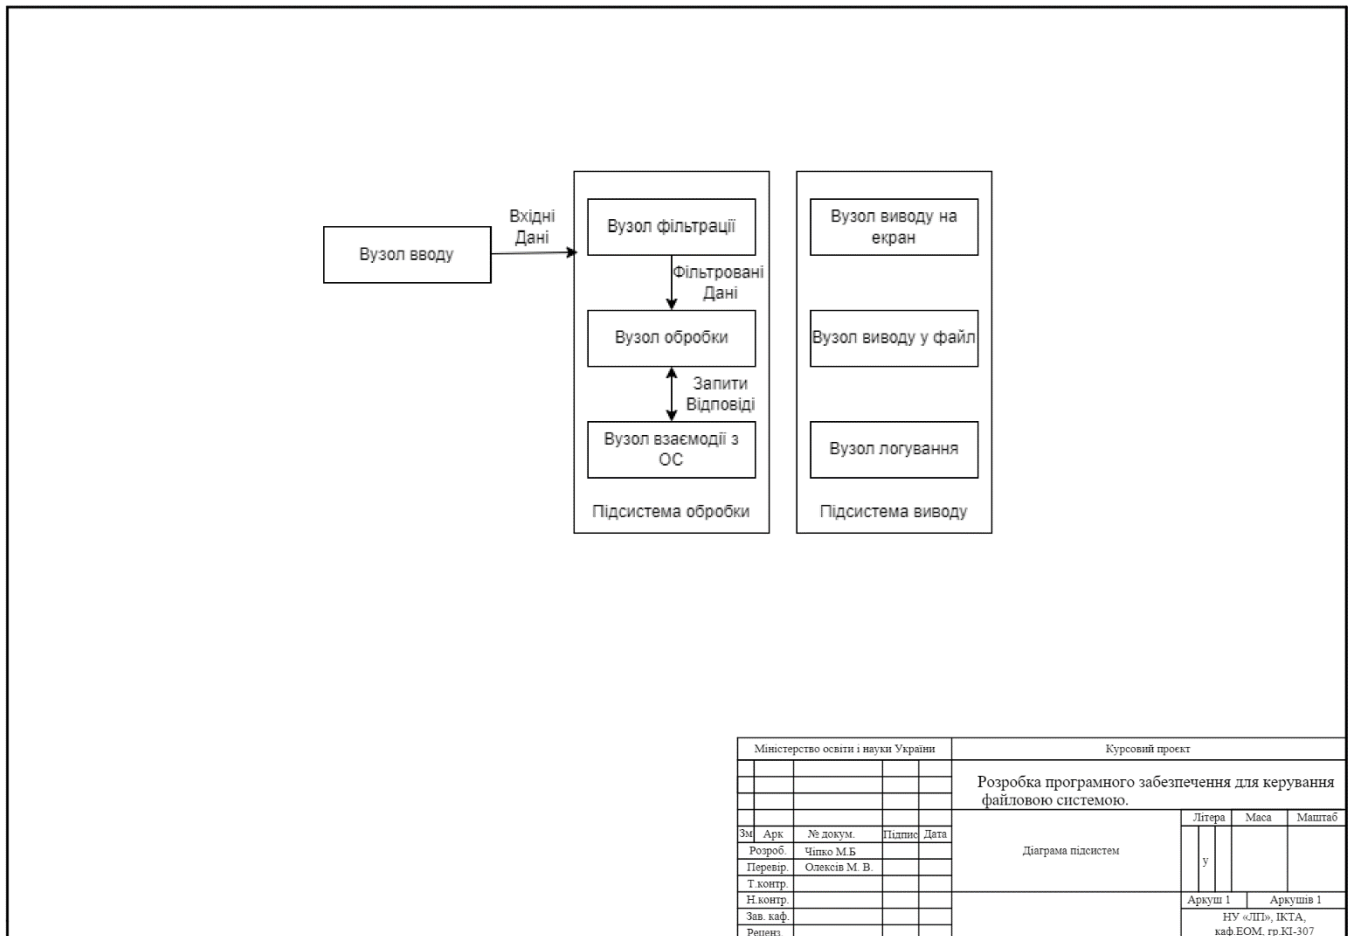 Вхідні
Дані
Вузол вводу
Вузол фільтрації
Фільтровані
Дані
Вузол обробки
Запити
Відповіді
Вузол взаємодії з
ОС
Підсистема обробки
Вузол виводу на
екран
Вузол виводу у файл
Вузол логування
Підсистема виводу
Міністерство освіти і науки України
Курсовий проєкт
Розробка програмного забезпечення для керування
файловою системою.
Літера Маса Маштаб
Зм Арк № докум. Підпис Дата
Діаграма підсистем
у
Розроб. Чіпко М.Б
Перевір. Олексів М. В.
Т.контр.
Н.контр.
Аркуш 1 Аркушів 1
Зав. каф.
НУ «ЛП», ІКТА,
каф.ЕОМ, гр.КІ-307
Реценз.